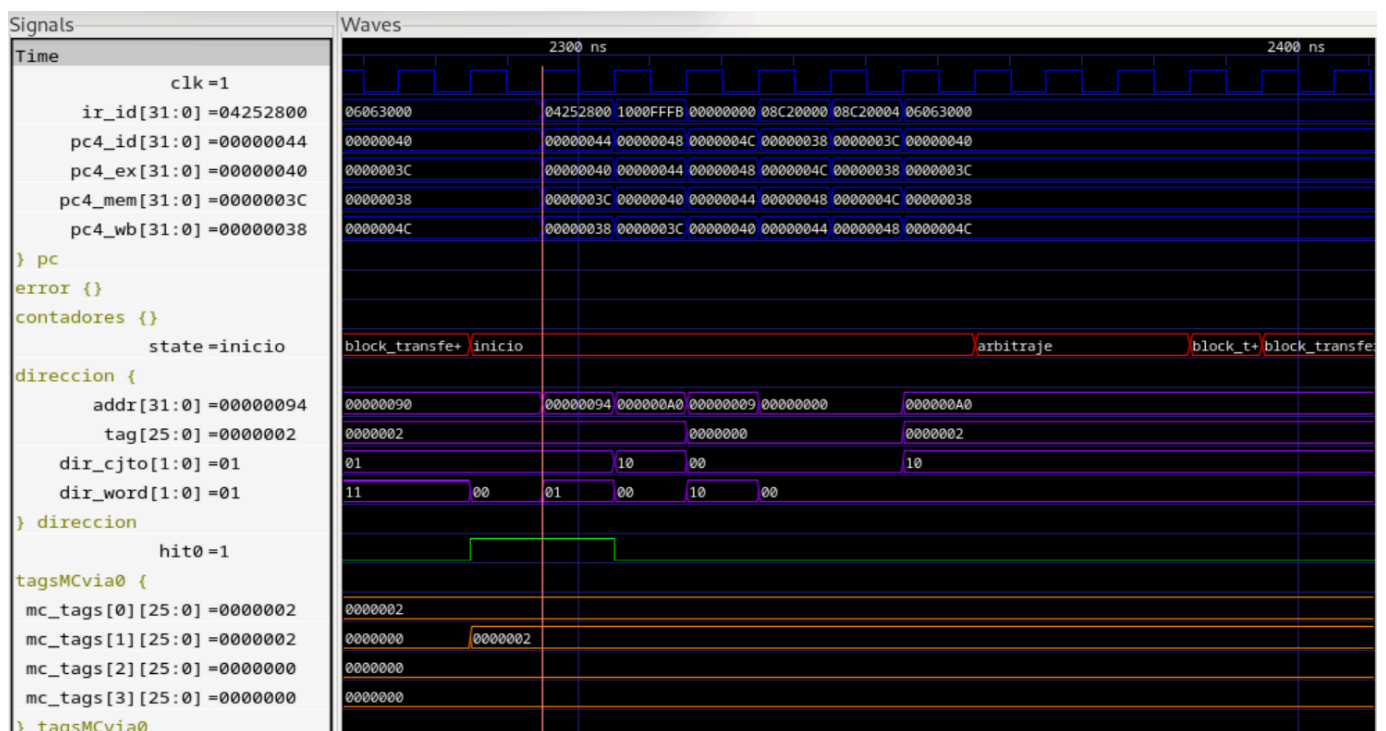 Signals Waves
Time 2300 ns 2400 ns
clk =1
ir_id[31:0] =04252800 06063000 04252800 1000FFFB 00000000 08C20000 08C20004 06063000
pc4_id[31:0] =00000044 00000040 00000044 00000048 0000004C 00000038 0000003C 00000040
pc4_ex[31:0] =00000040 0000003C 00000040 00000044 00000048 0000004C 00000038 0000003C
pc4_mem[31:0] =0000003C 00000038 0000003C 00000040 00000044 00000048 0000004C 00000038
pc4_wb[31:0] =00000038 0000004C 00000038 0000003C 00000040 00000044 00000048 0000004C
} pc
error {}
contadores {}
state =inicio block_transfe+ inicio arbitraje block_t+ block_transfe
direccion {
addr[31:0] =00000094 00000090 00000094 000000A0 00000009 00000000 000000A0
tag[25:0] =0000002 0000002 0000000 0000002
dir_cjto[1:0] =01 01 10 00 10
dir_word[1:0] =01 11 00 01 00 10 00
} direccion
hit0 =1
tagsMCvia0 {
mc_tags[0][25:0] =0000002 0000002
mc_tags[1][25:0] =0000002 0000000 0000002
mc_tags[2][25:0] =0000000 0000000
mc_tags[3][25:0] =0000000 0000000
} tagsMCvia0